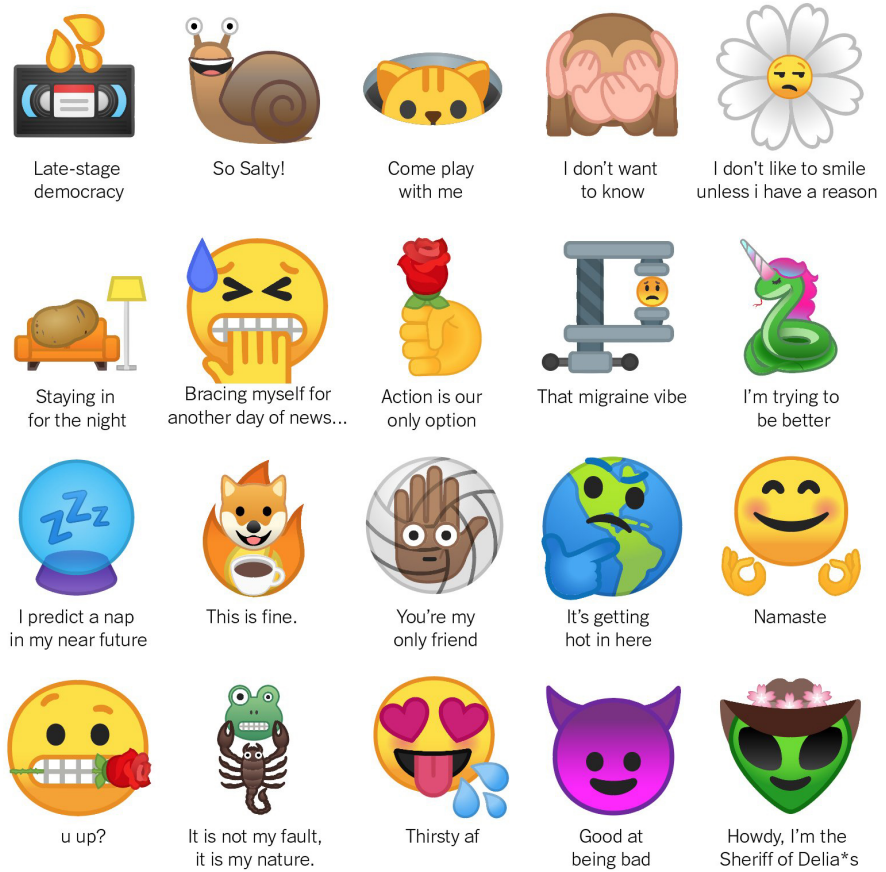 Late-stage
democracy
So Salty!
Come play
with me
I don’t want
to know
I don't like to smile
unless i have a reason
Staying in
for the night
Bracing myself for
another day of news...
Action is our
only option
That migraine vibe
I’m trying to
be better
I predict a nap
in my near future
This is fine.
You’re my
only friend
It’s getting
hot in here
Namaste
u up?
It is not my fault,
it is my nature.
Thirsty af
Good at
being bad
Howdy, I’m the
Sheriff of Delia*s